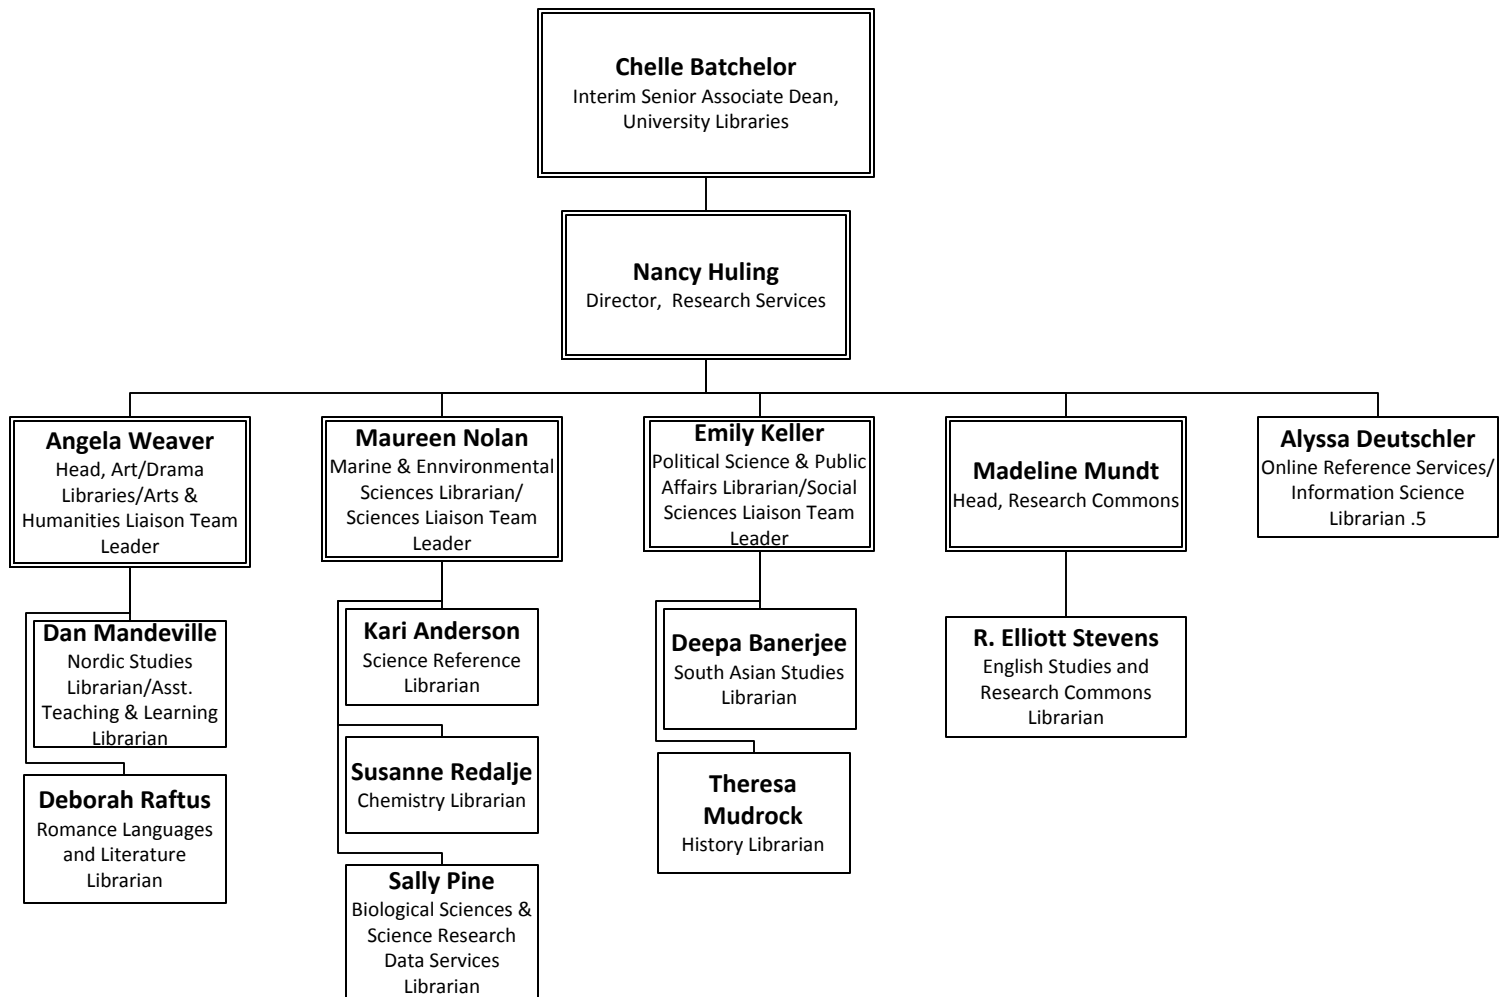 Chelle Batchelor
Interim Senior Associate Dean,
University Libraries
Nancy Huling
Director,  Research Services
Angela Weaver
Head, Art/Drama
Libraries/Arts &
Humanities Liaison Team
Leader
Maureen Nolan
Marine & Ennvironmental
Sciences Librarian/
Sciences Liaison Team
Leader
Emily Keller
Political Science & Public
Affairs Librarian/Social
Sciences Liaison Team
Leader
Madeline Mundt
Head, Research Commons
Alyssa Deutschler
Online Reference Services/
Information Science
Librarian .5
Dan Mandeville
Nordic Studies
Librarian/Asst.
Teaching & Learning
Librarian
Deborah Raftus
Romance Languages
and Literature
Librarian
Kari Anderson
Science Reference
Librarian
Susanne Redalje
Chemistry Librarian
Sally Pine
Biological Sciences &
Science Research
Data Services
Librarian
Deepa Banerjee
South Asian Studies
Librarian
Theresa
Mudrock
History Librarian
R. Elliott Stevens
English Studies and
Research Commons
Librarian